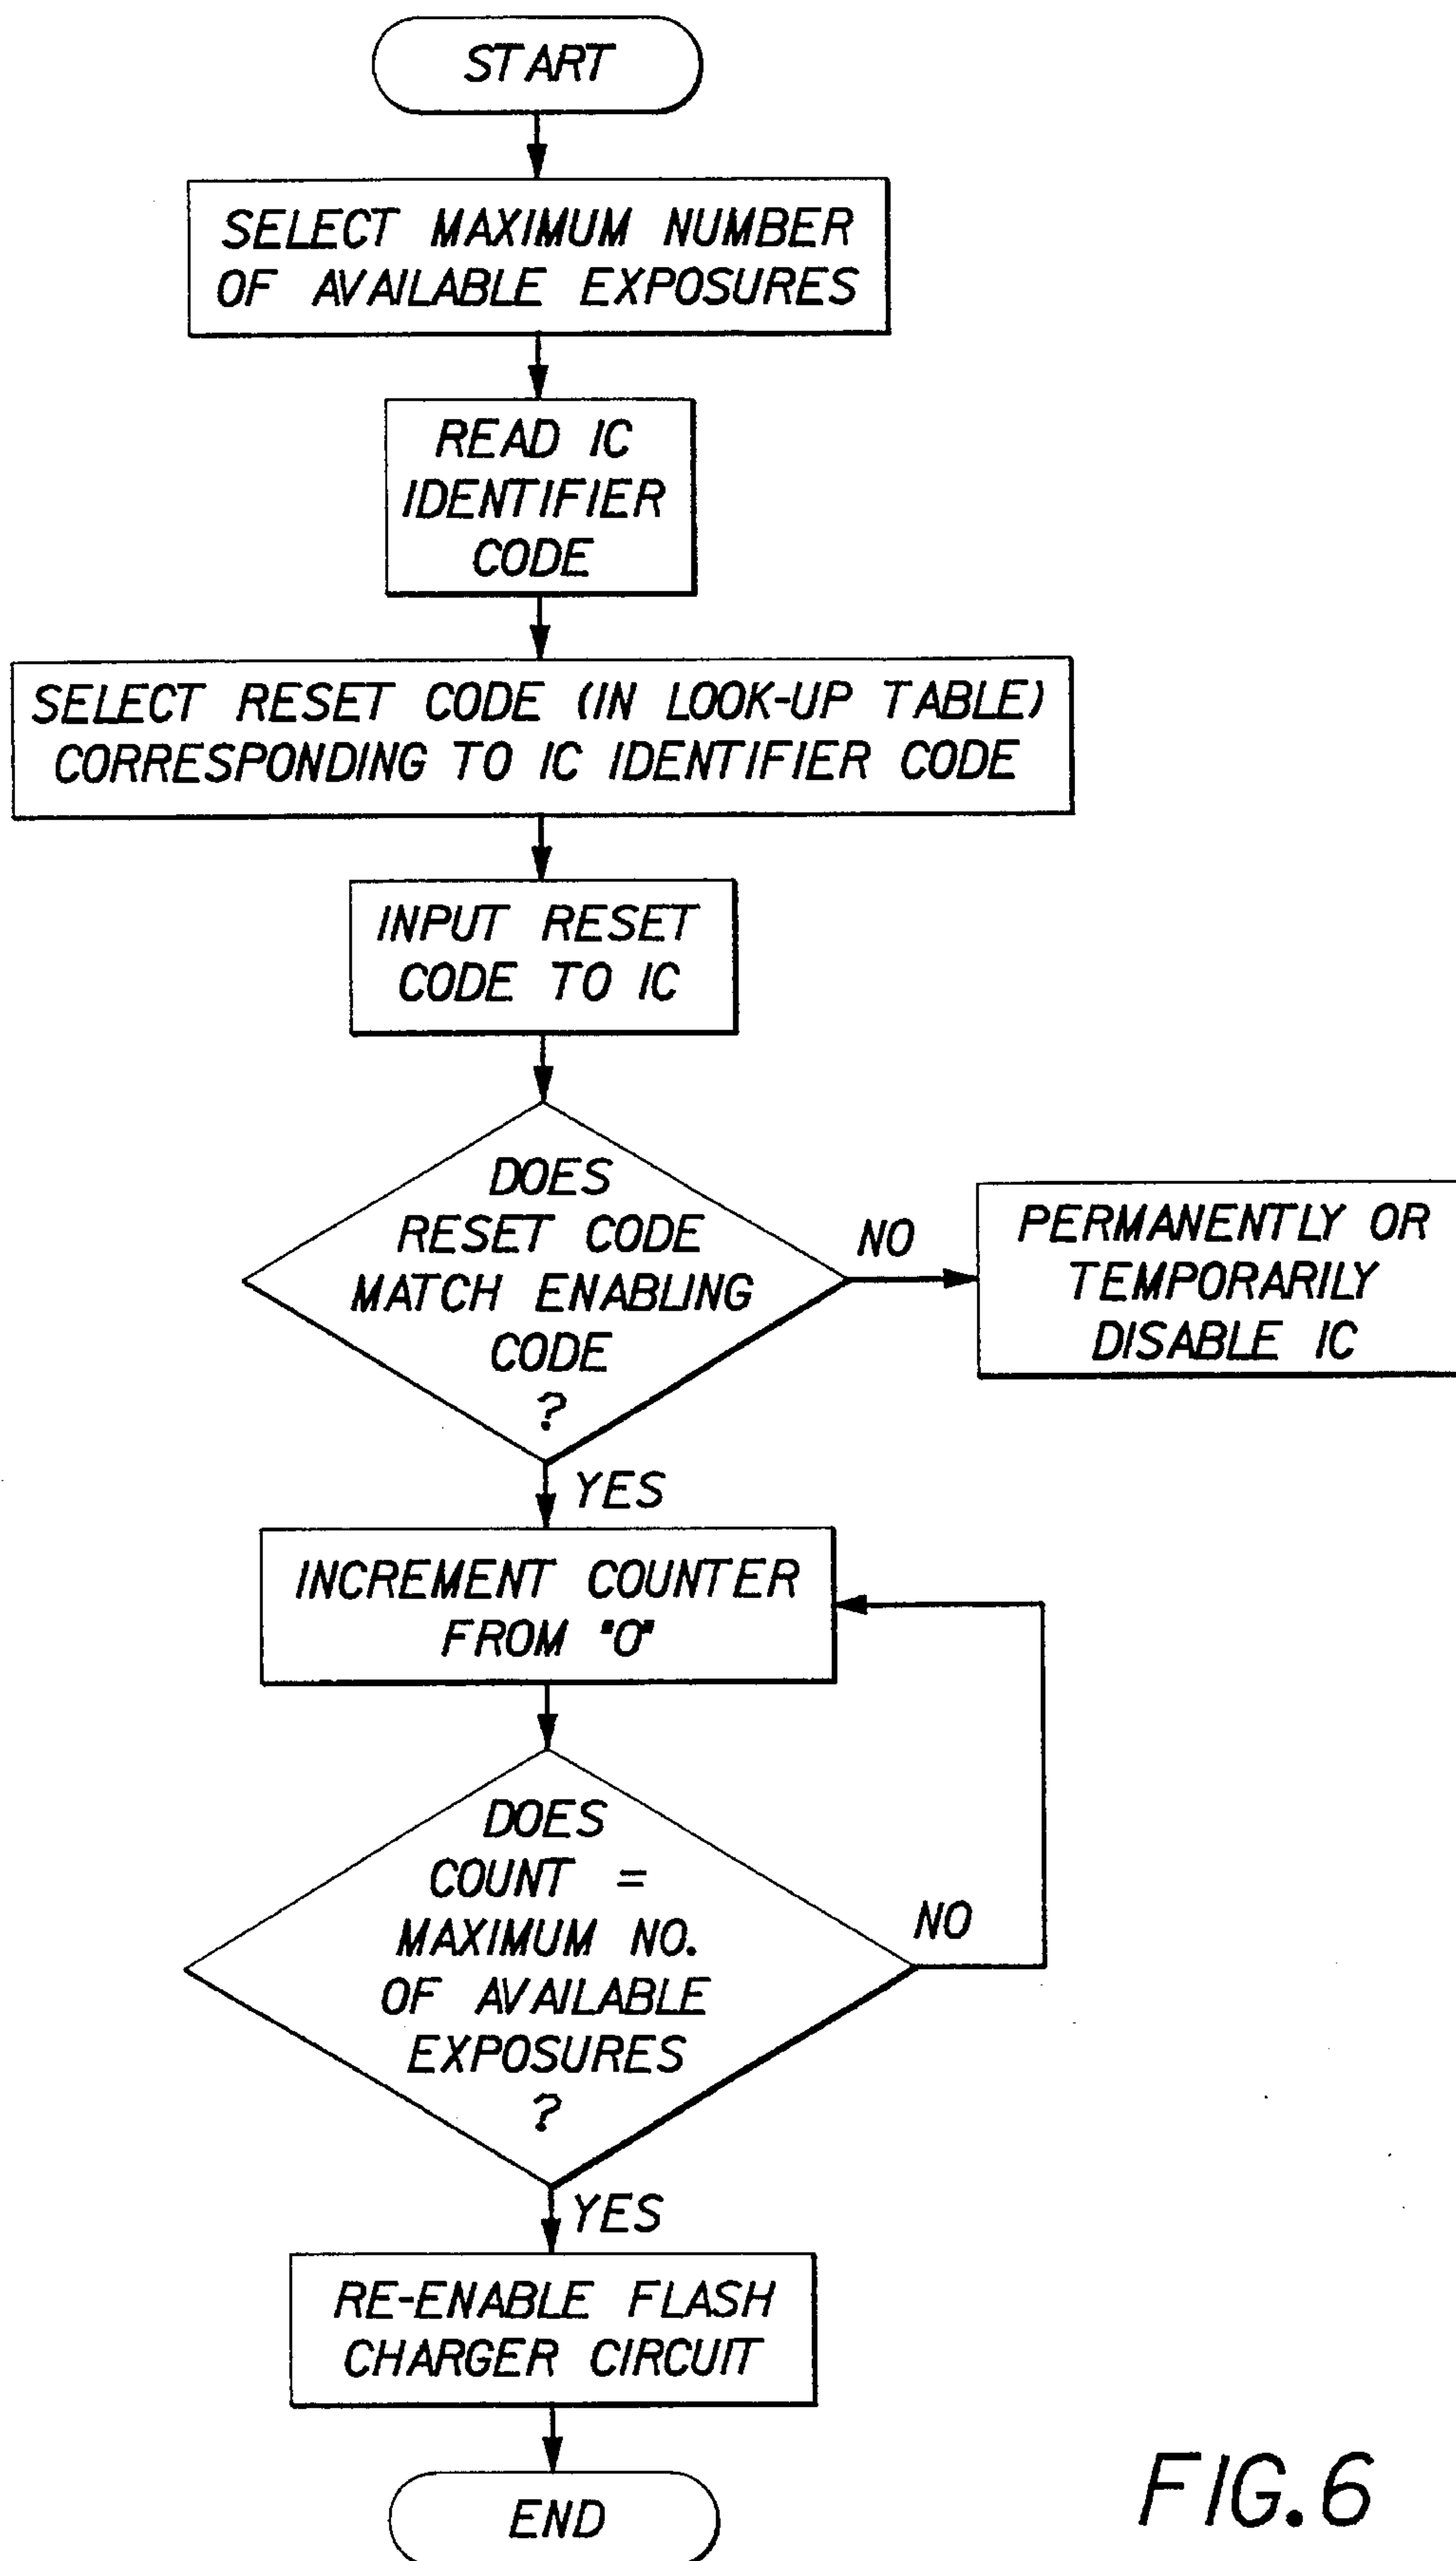 START
SELECT MAXIMUM NUMBER
OF AVAILABLE EXPOSURES
READ IC
IDENTIFIER
CODE
SELECT RESET CODE (IN LOOK-UP TABLE)
CORRESPONDING TO IC IDENTIFIER CODE
INPUT RESET
CODE TO IC
DOES
RESET CODE
MATCH ENABLING
CODE
?
NO
PERMANENTLY OR
TEMPORARILY
DISABLE IC
YES
INCREMENT COUNTER
FROM "0"
DOES
COUNT =
MAXIMUM NO.
OF AVAILABLE
EXPOSURES
?
NO
YES
RE-ENABLE FLASH
CHARGER CIRCUIT
END
FIG.6